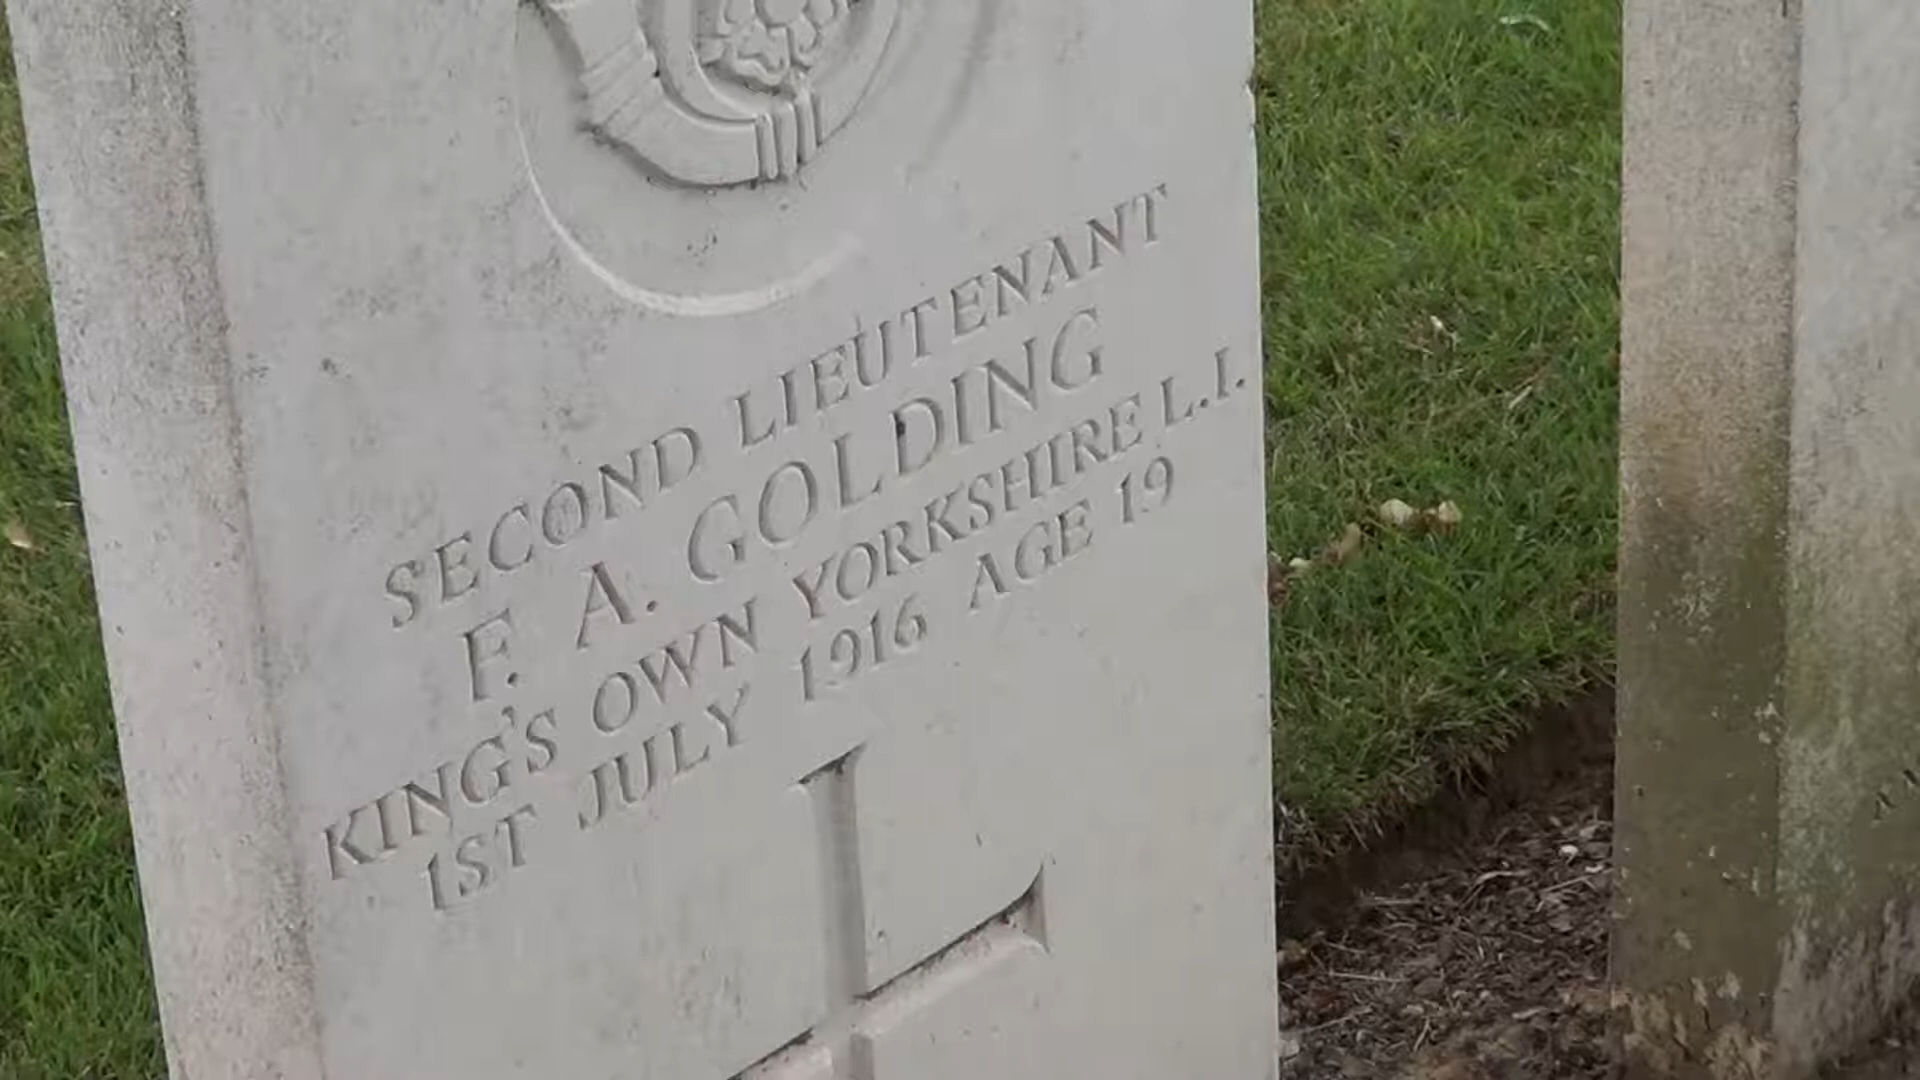 SECOND LIEUTENANT
F. A. GOLDING
KING'S OWN YORKSHIRE L.I.
1ST JULY 1916 AGE 19